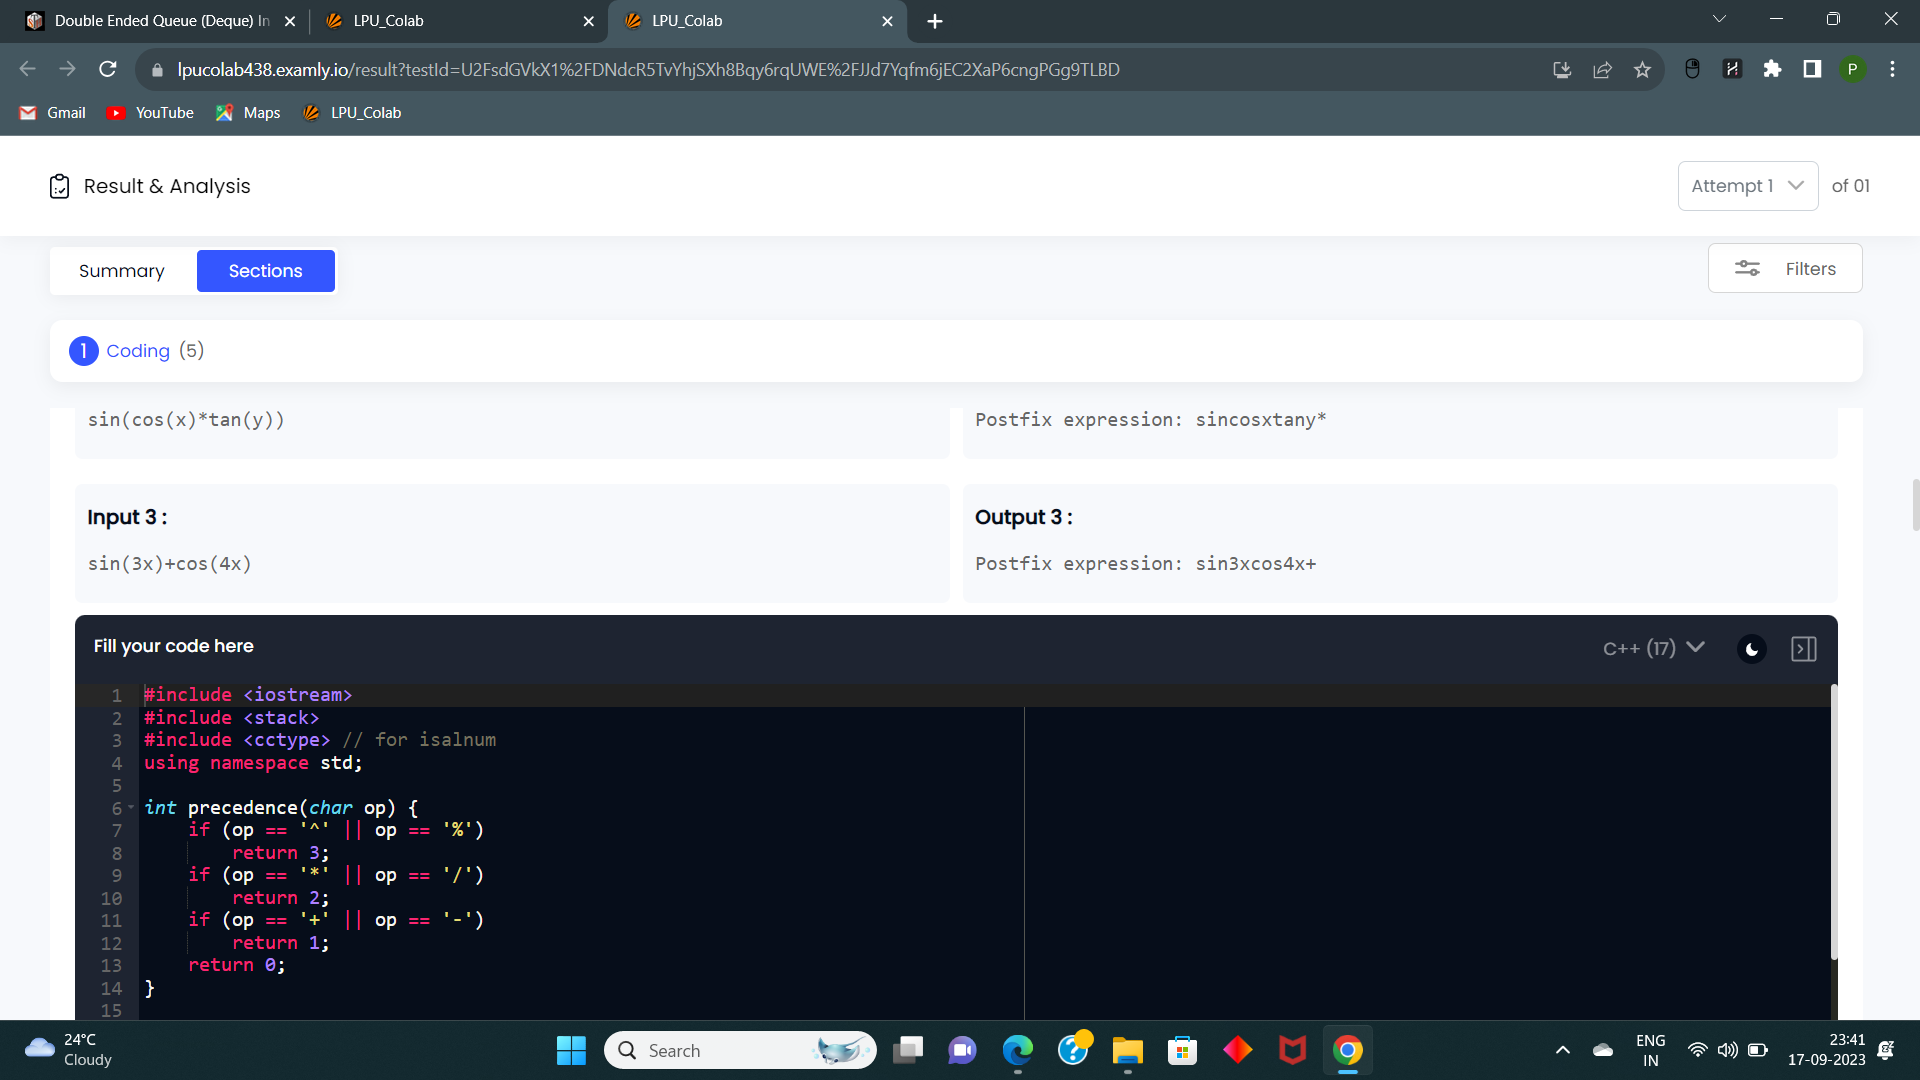 Double Ended Queue (Deque) In
LPU_Colab
LPU_Colab
lpucolab438.examly.io/result?testId=U2FsdGVkX1%2FDNdcR5TvYhjSXh8Bqy6rqUWE%2FJJd7Yqfm6jEC2XaP6cngPGg9TLBD
P
Gmail
YouTube
Maps
LPU_Colab
Result & Analysis
Attempt 1
of 01
Summary
Sections
Filters
1 Coding (5)
sin(cos(x)*tan(y))
Postfix expression: sincosxtany*
Input 3 :
Output 3 :
sin(3x)+cos(4x)
Postfix expression: sin3xcos4x+
Fill your code here
C++ (17)
1 #include <iostream>
2 #include <stack>
3 #include <cctype> // for isalnum
4 using namespace std;
5
6 int precedence(char op) {
7 if (op == '^' || op == '%')
8 return 3;
9 if (op == '*' || op == '/')
10 return 2;
11 if (op == '+' || op == '-')
12 return 1;
13 return 0;
14 }
15
24°C
Cloudy
Search
ENG
IN
23:41
17-09-2023